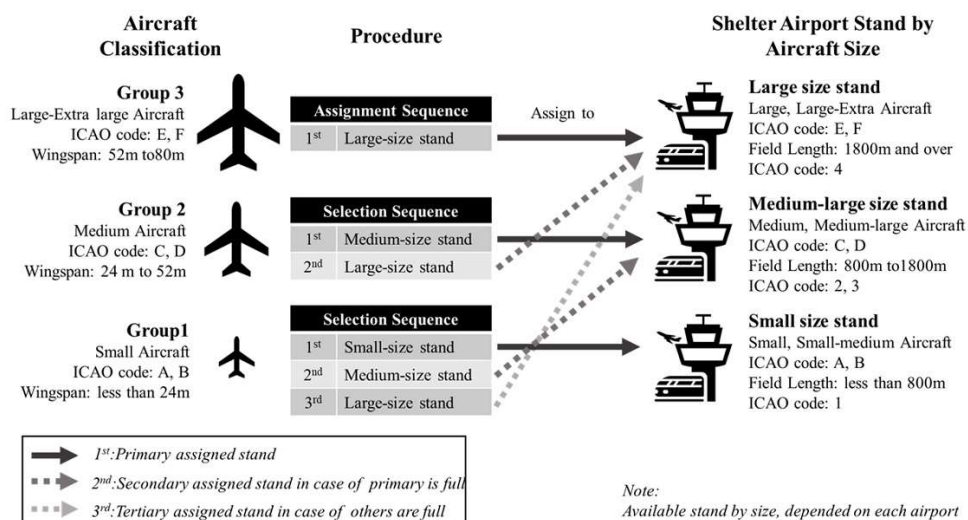 Aircraft
Classification
Procedure
Shelter Airport Stand by
Aircraft Size
Group 3
Large-Extra large Aircraft
ICAO code: E, F
Wingspan: 52m to80m
Assignment Sequence
1st Large-size stand
Assign to
Large size stand
Large, Large-Extra Aircraft
ICAO code: E, F
Field Length: 1800m and over
ICAO code: 4
Group 2
Medium Aircraft
ICAO code: C, D
Wingspan: 24 m to 52m
Selection Sequence
1st Medium-size stand
2nd Large-size stand
Medium-large size stand
Medium, Medium-large Aircraft
ICAO code: C, D
Field Length: 800m to1800m
ICAO code: 2, 3
Group1
Small Aircraft
ICAO code: A, B
Wingspan: less than 24m
Selection Sequence
1st Small-size stand
2nd Medium-size stand
3rd Large-size stand
Small size stand
Small, Small-medium Aircraft
ICAO code: A, B
Field Length: less than 800m
ICAO code: 1
1st:Primary assigned stand
2nd:Secondary assigned stand in case of primary is full
3rd:Tertiary assigned stand in case of others are full
Note:
Available stand by size, depended on each airport